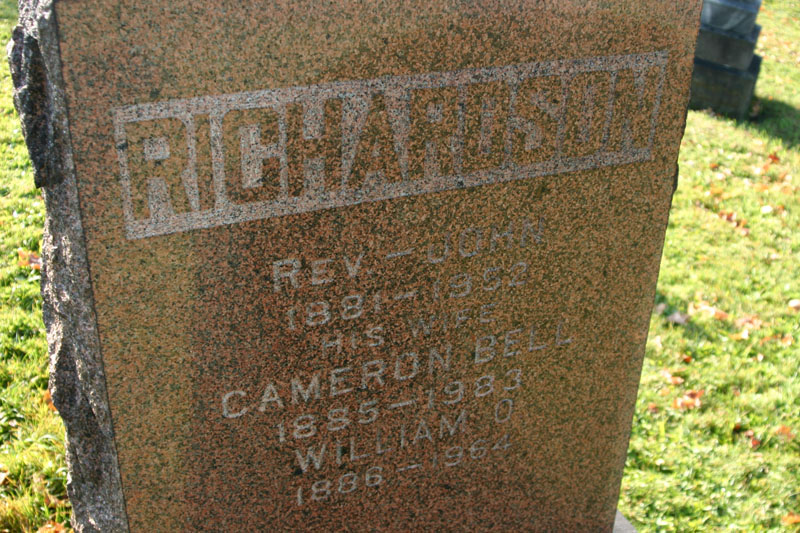 RICHARDSON
REV. — JOHN
1881 — 1952
HIS WIFE
CAMERON BELL
1885 — 1983
WILLIAM O
1886 — 1964